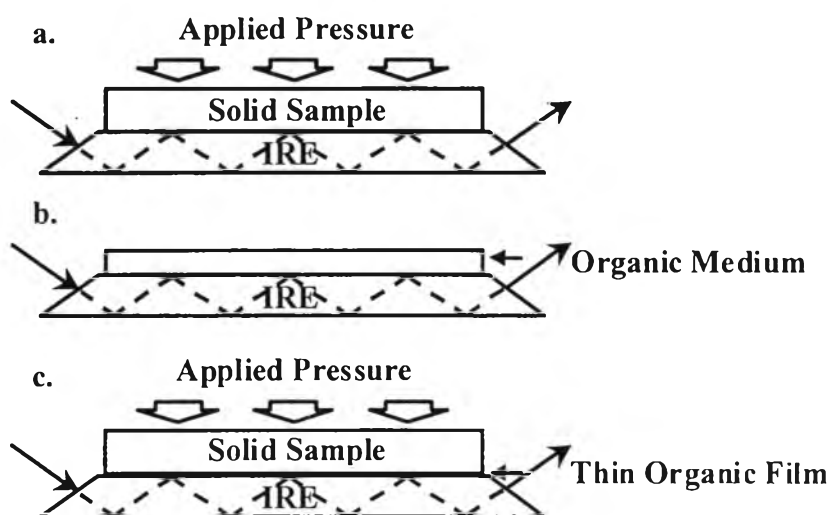 a.
Applied Pressure
Solid Sample
IRE
b.
Organic Medium
IRE
c.
Applied Pressure
Solid Sample
Thin Organic Film
IRE